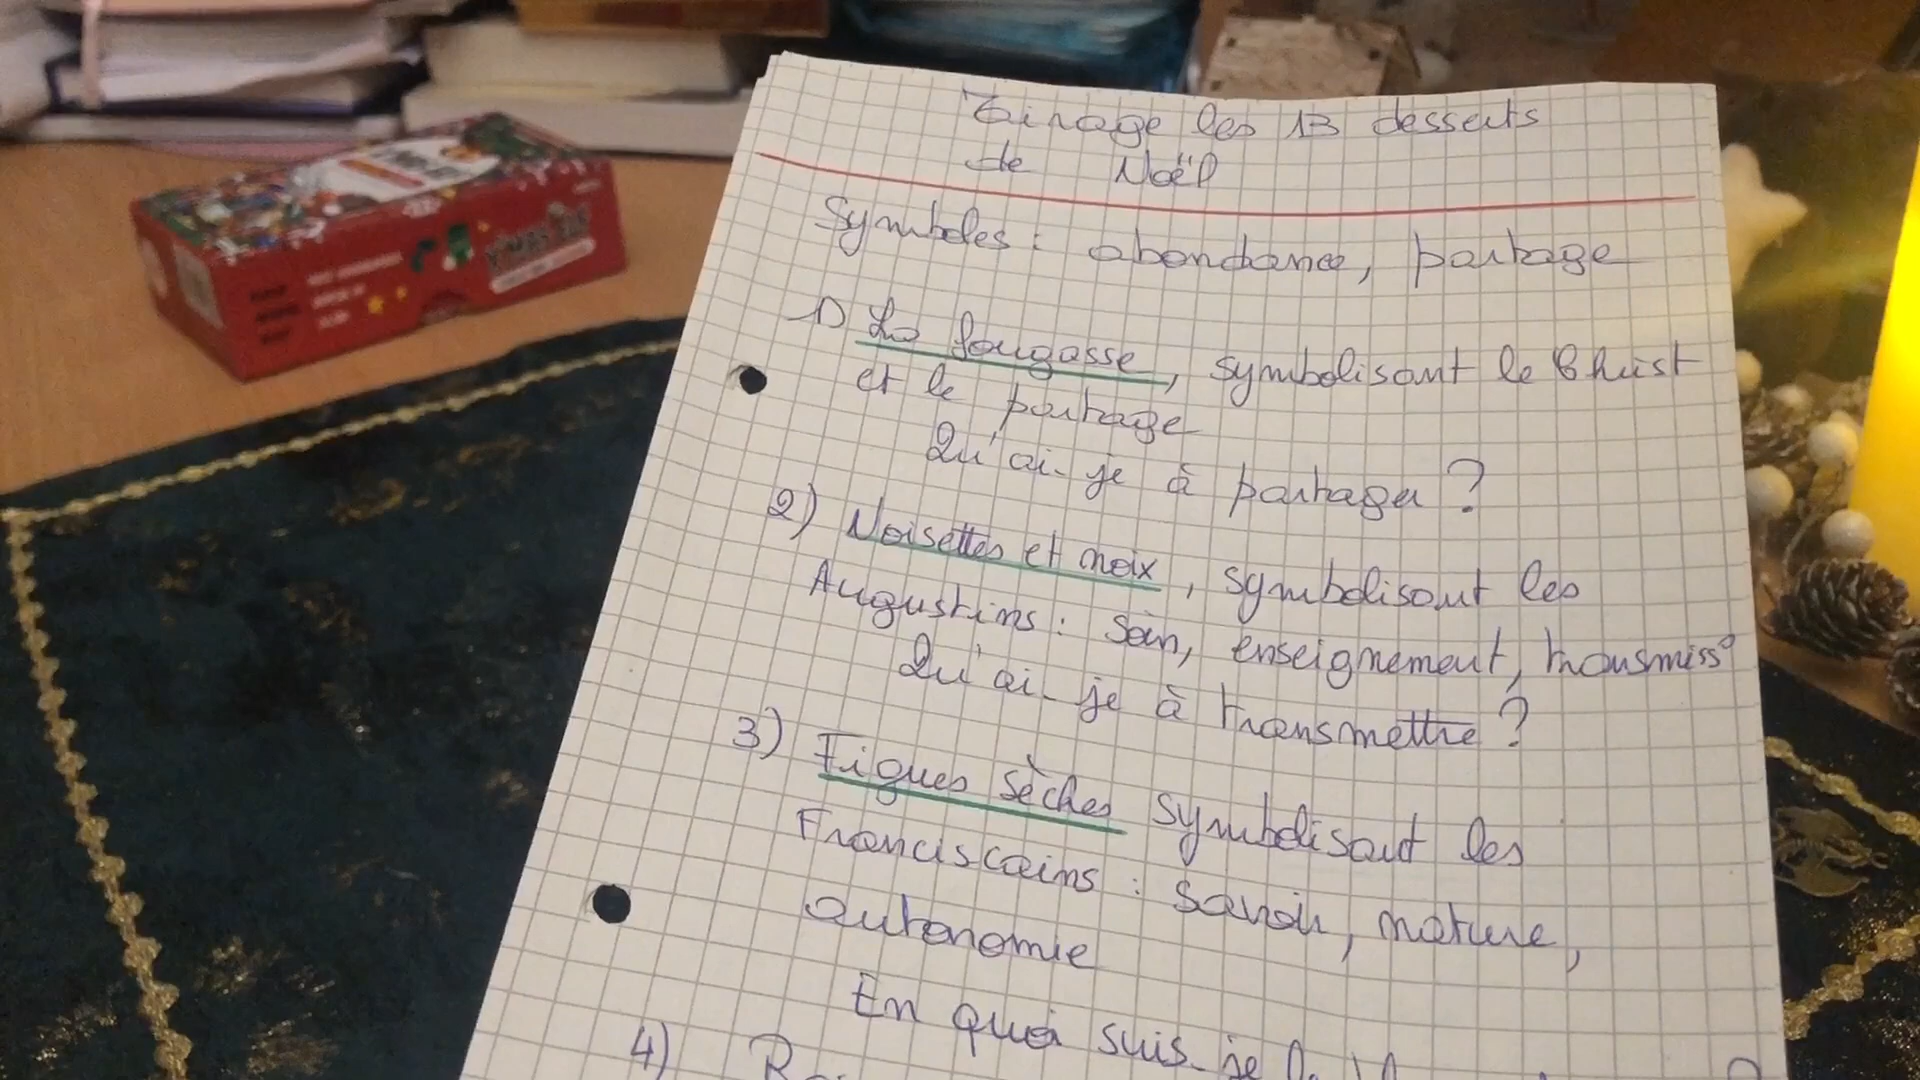 Tirage les 13 desserts
de Noël
Symboles : abondance, partage
1) La fougasse, symbolisant le Christ
et le partage
Qu'ai-je à partager ?
2) Noisettes et noix, symbolisant les
Augustins : soin, enseignement, transmiss°
Qu'ai-je à transmettre ?
3) Figues sèches symbolisant les
Franciscains : savoir, nature,
autonomie
En quoi suis-je
4)